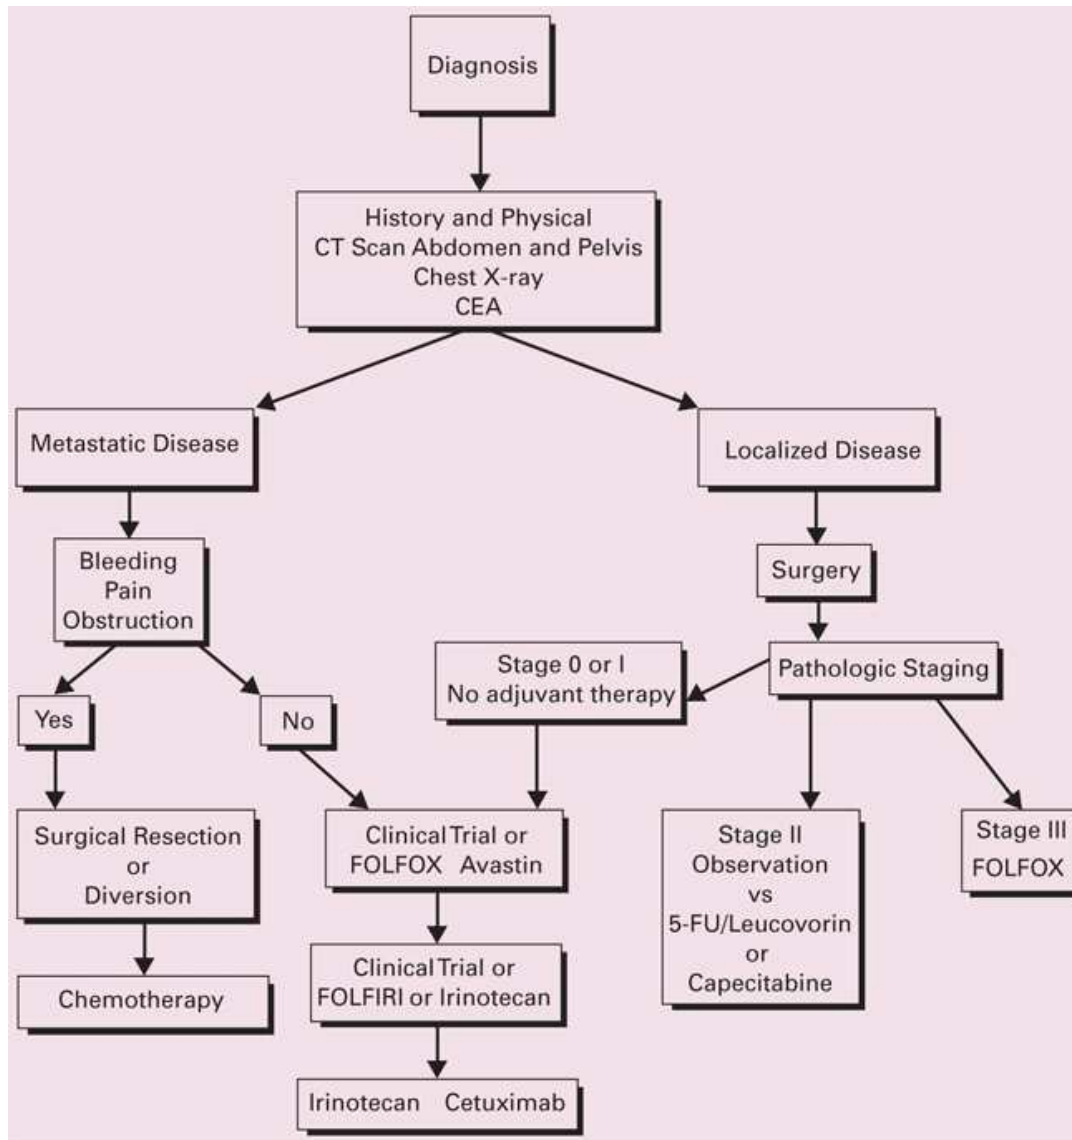 Diagnosis
History and Physical
CT Scan Abdomen and Pelvis
Chest X-ray
CEA
Metastatic Disease
Localized Disease
Bleeding
Pain
Obstruction
Surgery
Stage 0 or I
No adjuvant therapy
Pathologic Staging
Yes
No
Surgical Resection
or
Diversion
Clinical Trial or
FOLFOX Avastin
Stage II
Observation
vs
5-FU/Leucovorin
or
Capecitabine
Stage III
FOLFOX
Chemotherapy
Clinical Trial or
FOLFIRI or Irinotecan
Irinotecan Cetuximab